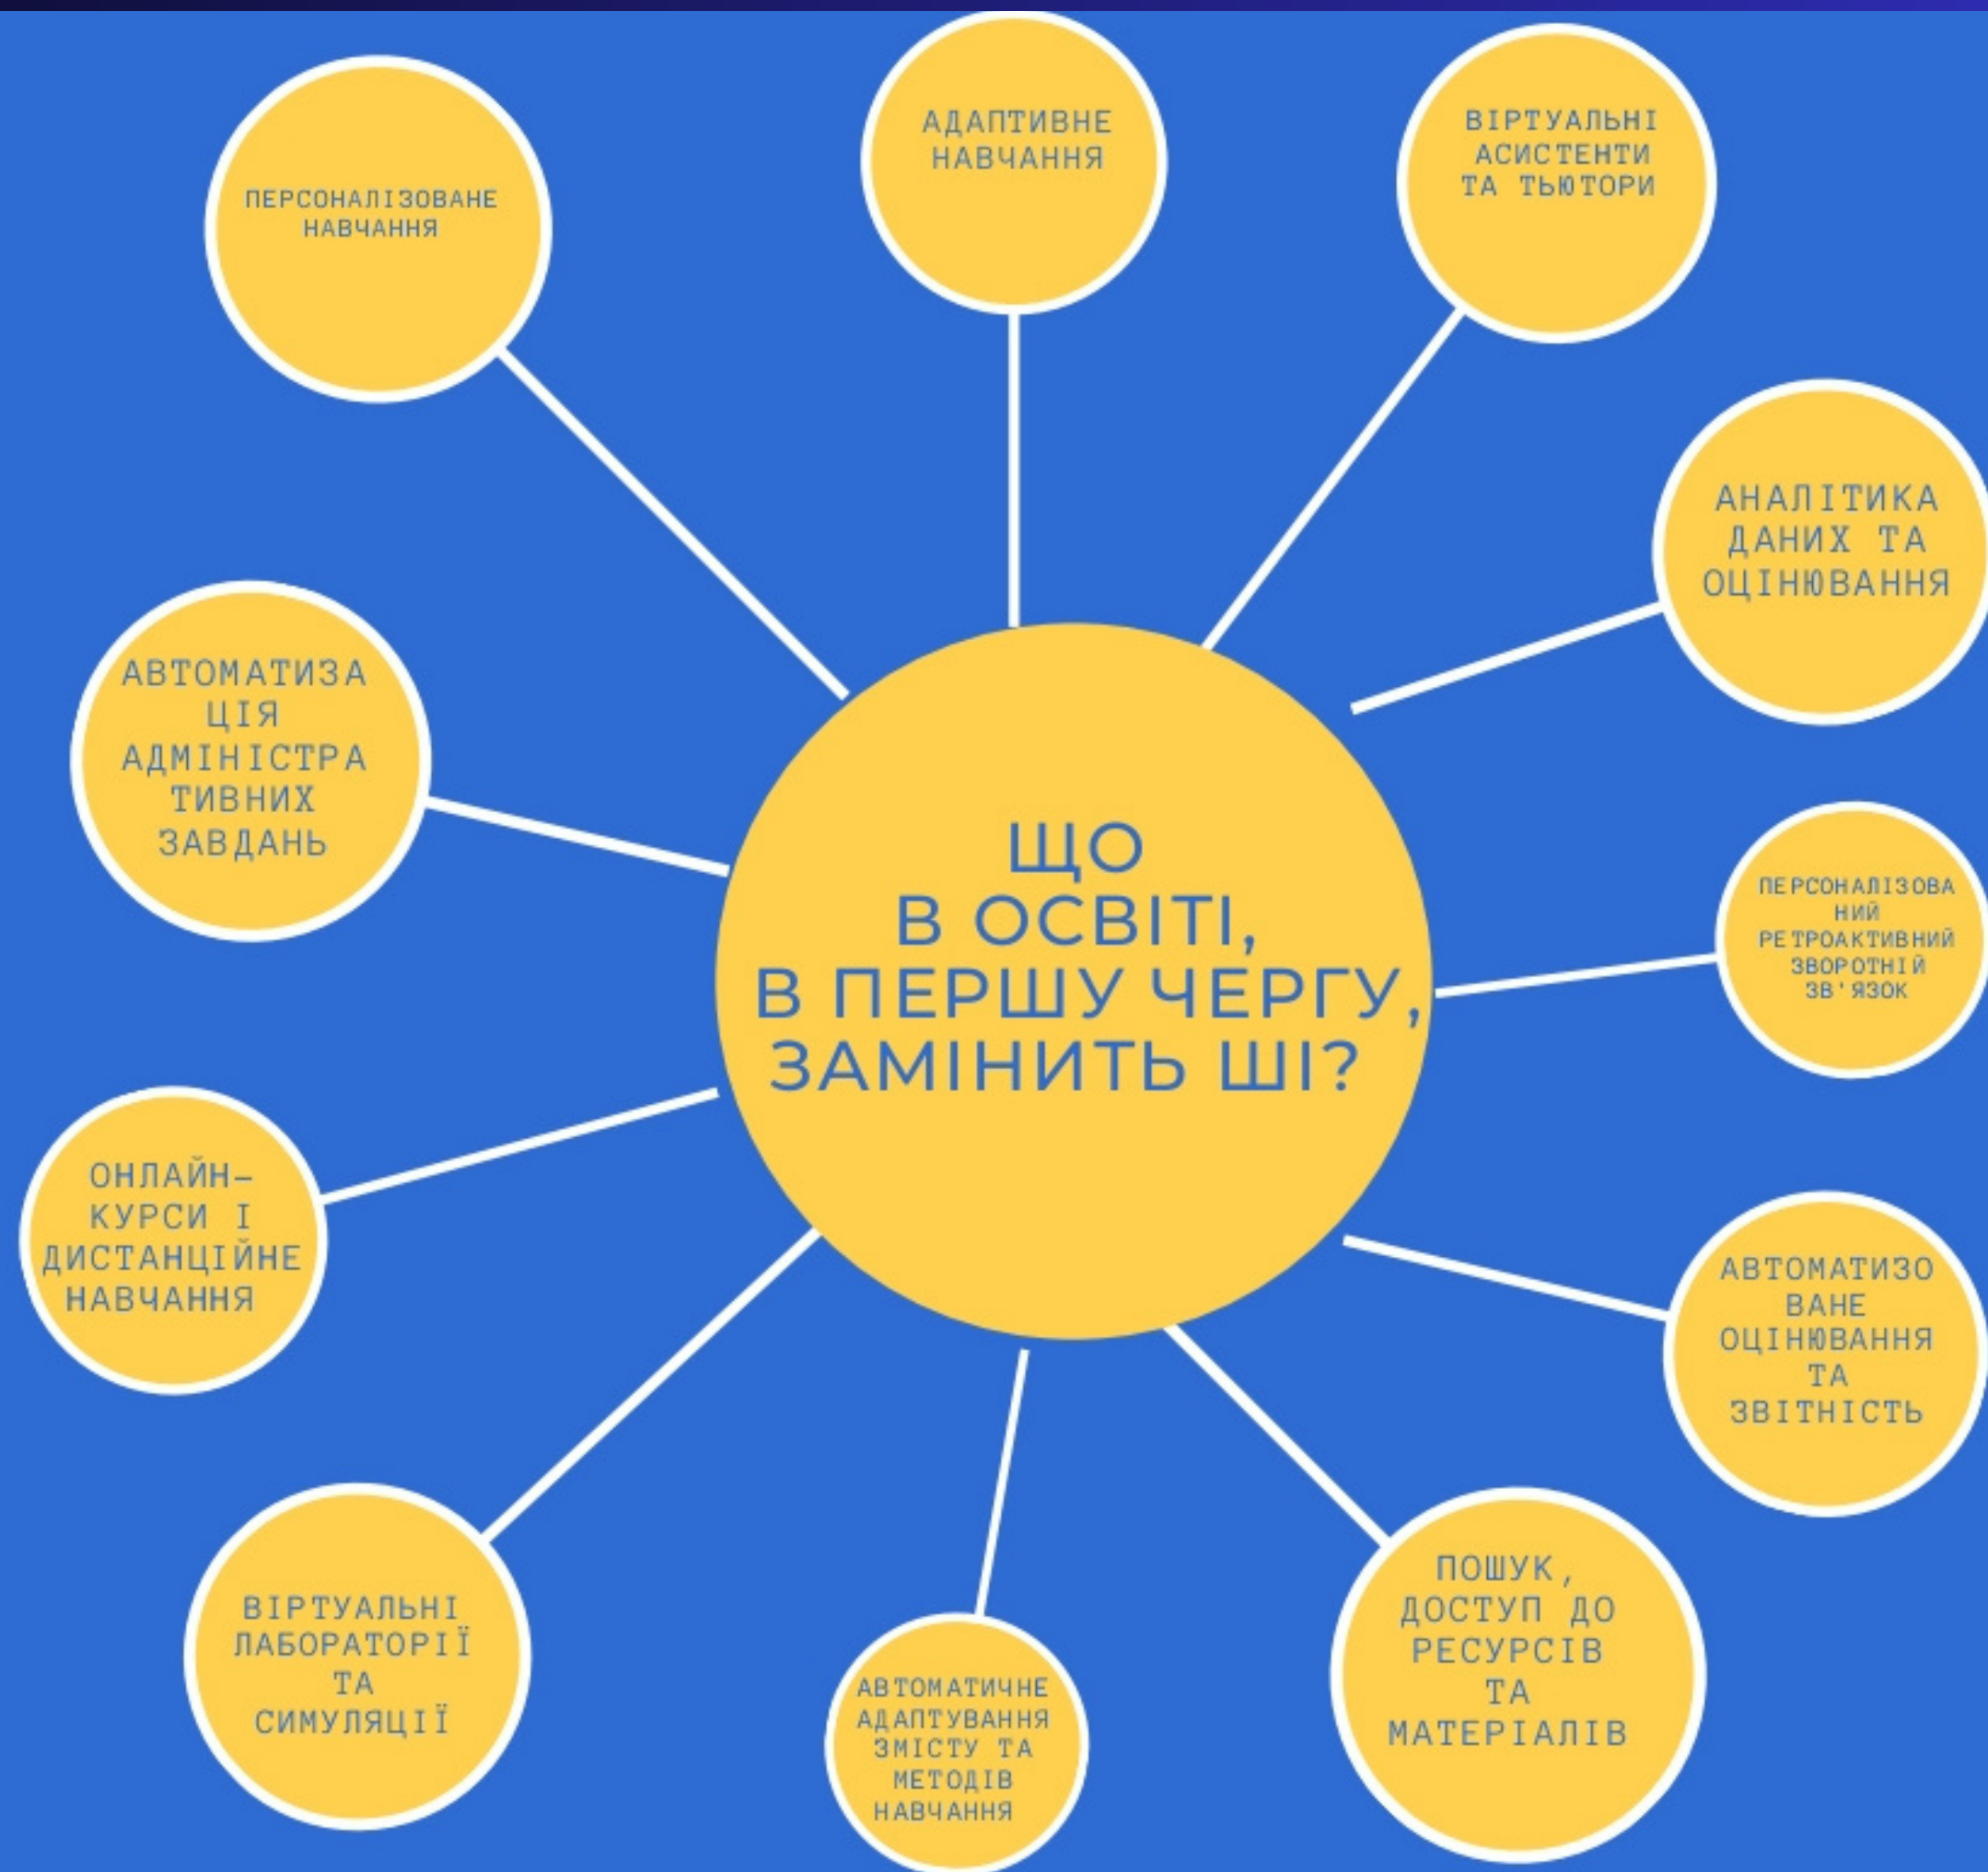 ПЕРСОНАЛІЗОВАНЕ
НАВЧАННЯ
АДАПТИВНЕ
НАВЧАННЯ
ВІРТУАЛЬНІ
АСИСТЕНТИ
ТА ТЬЮТОРИ
АНАЛІТИКА
ДАНИХ ТА
ОЦІНЮВАННЯ
АВТОМАТИЗА
ЦІЯ
АДМІНІСТРА
ТИВНИХ
ЗАВДАНЬ
ЩО
В ОСВІТІ,
В ПЕРШУ ЧЕРГУ,
ЗАМІНИТЬ ШІ?
ПЕРСОНАЛІЗОВА
НИЙ
РЕТРОАКТИВНИЙ
ЗВОРОТНІЙ
ЗВ'ЯЗОК
ОНЛАЙН-
КУРСИ І
ДИСТАНЦІЙНЕ
НАВЧАННЯ
АВТОМАТИЗО
ВАНЕ
ОЦІНЮВАННЯ
ТА
ЗВІТНІСТЬ
ВІРТУАЛЬНІ
ЛАБОРАТОРІЇ
ТА
СИМУЛЯЦІЇ
АВТОМАТИЧНЕ
АДАПТУВАННЯ
ЗМІСТУ ТА
МЕТОДІВ
НАВЧАННЯ
ПОШУК,
ДОСТУП ДО
РЕСУРСІВ
ТА
МАТЕРІАЛІВ